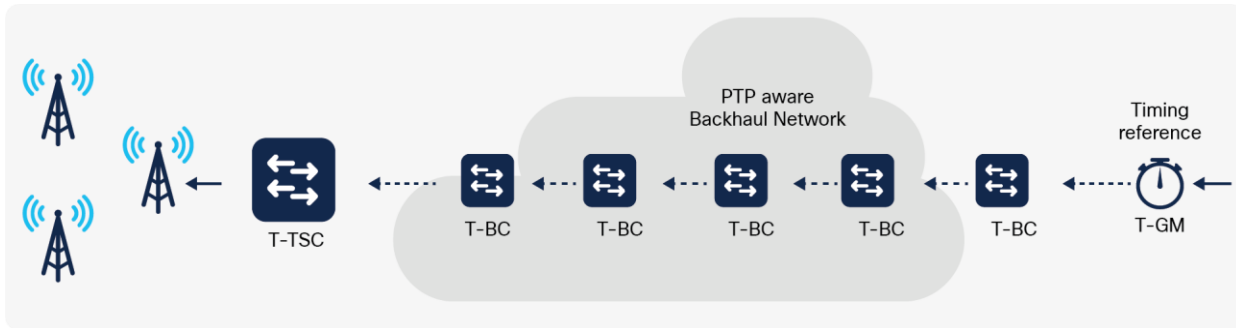 PTP aware
Backhaul Network
Timing
reference
T-TSC
T-BC
T-BC
T-BC
T-BC
T-BC
T-GM